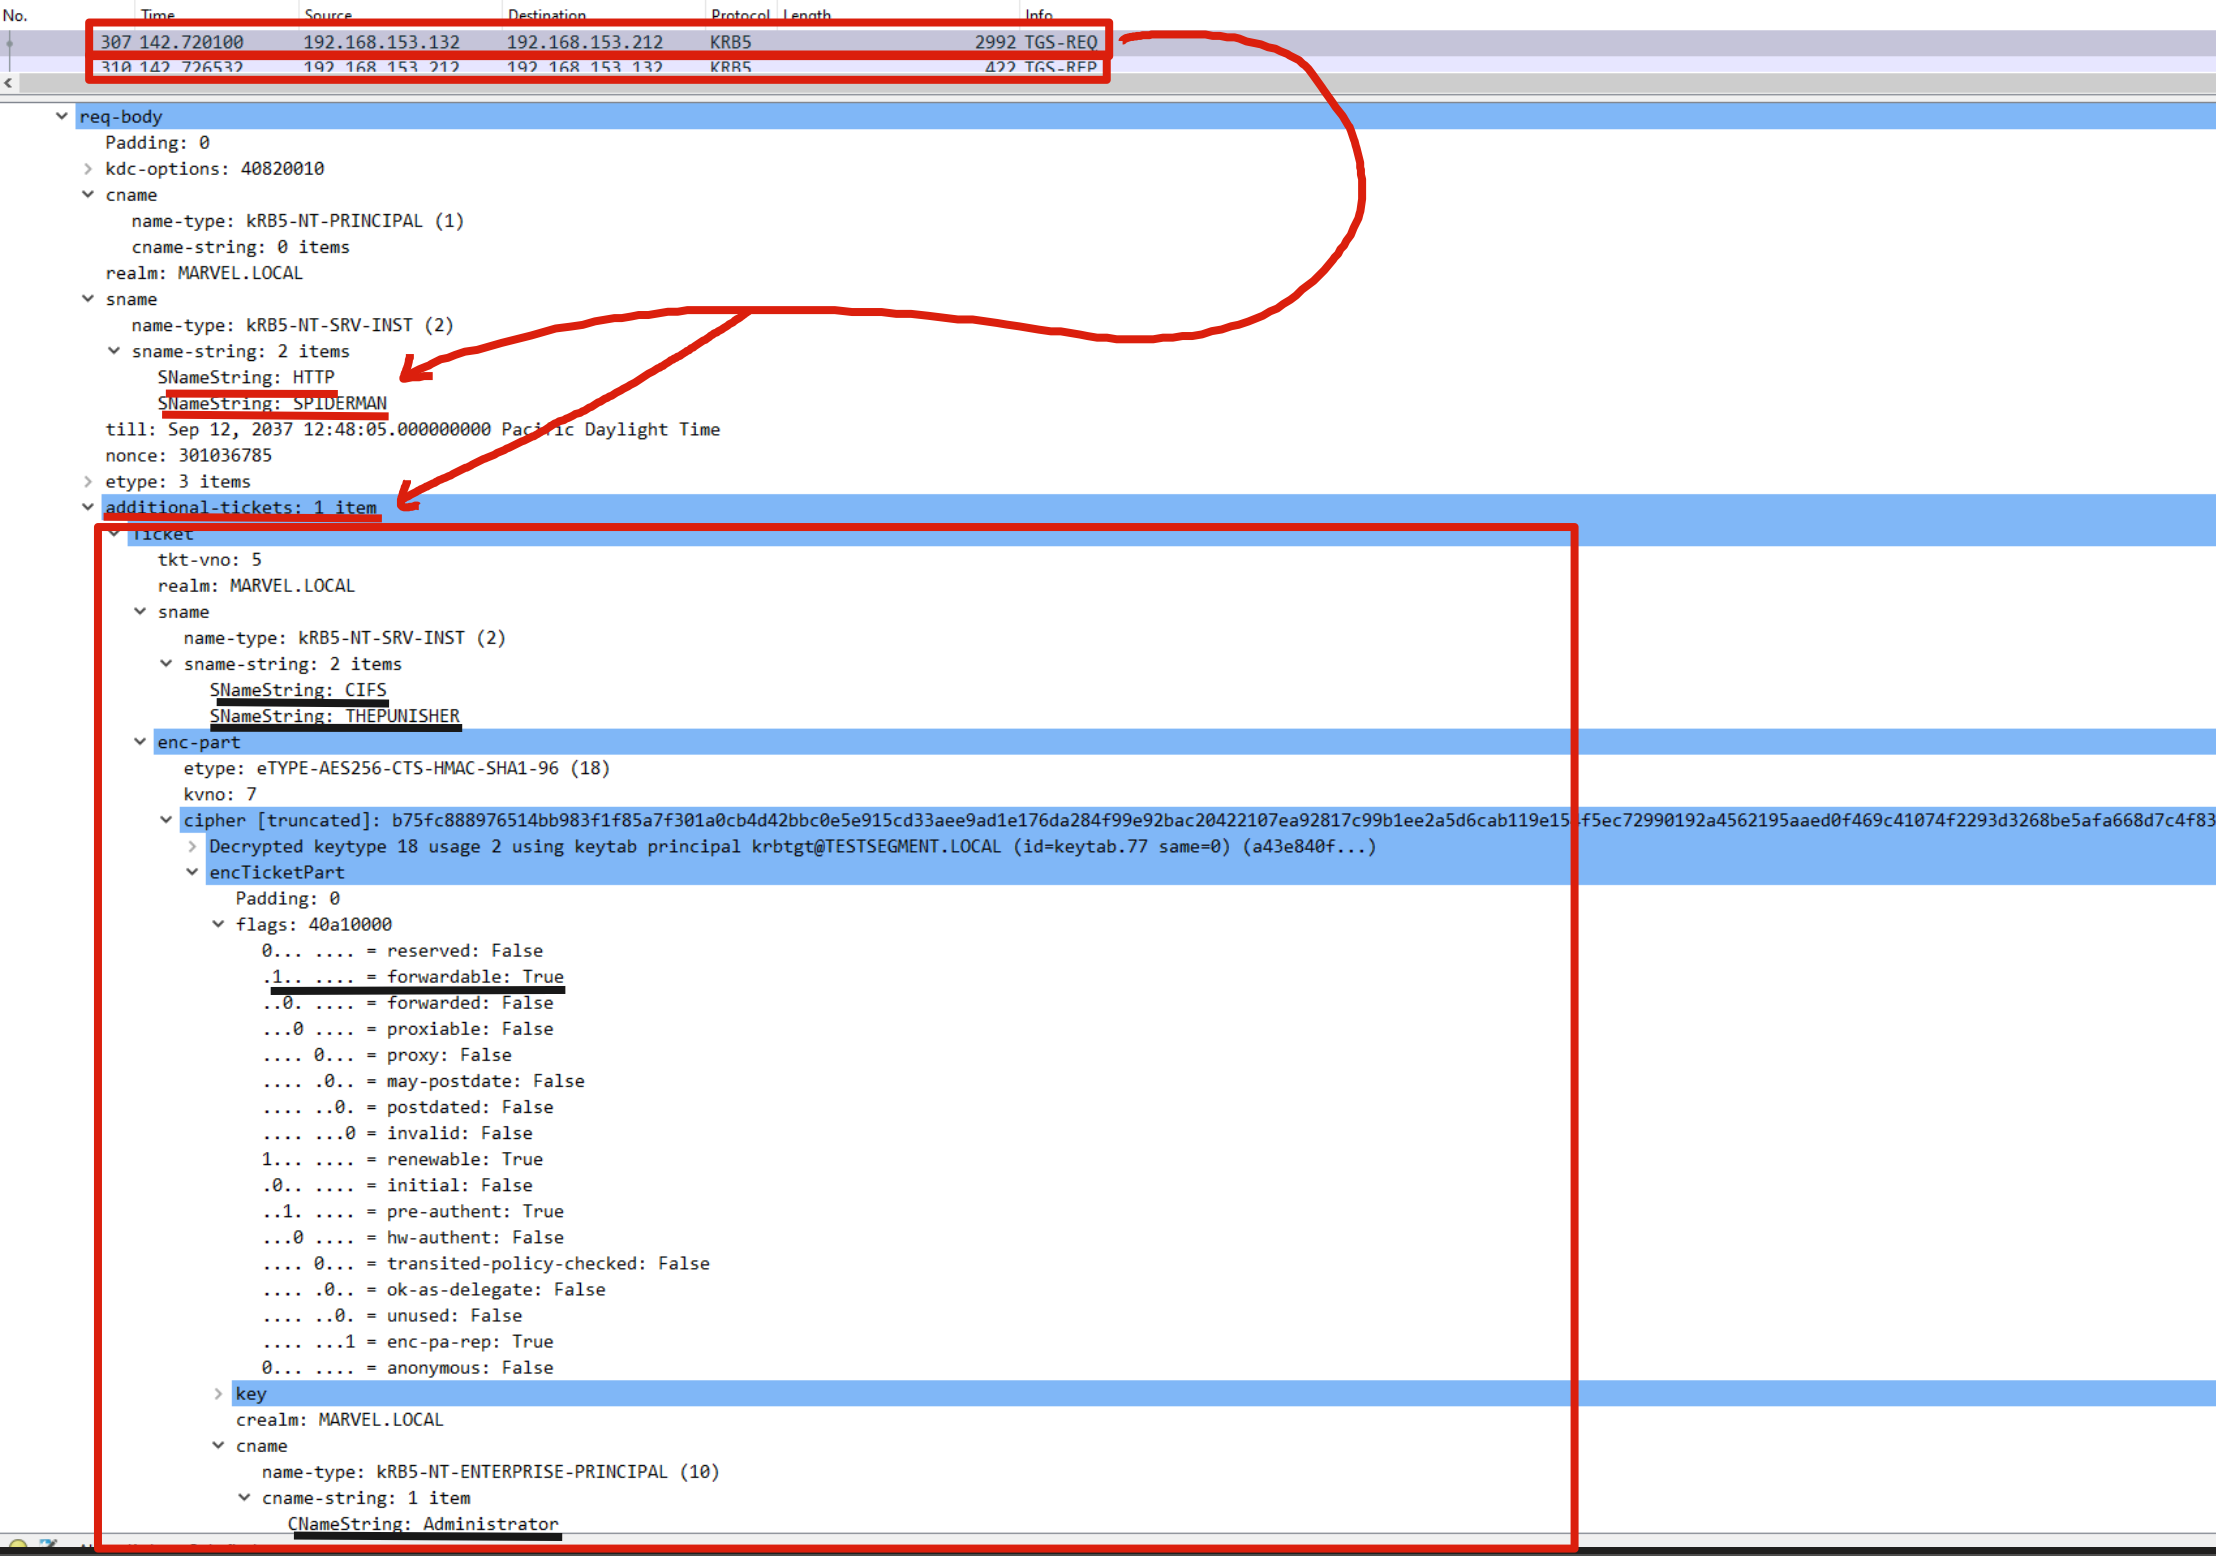 No. Time Source Destination Protocol Length Info
307 142.720100 192.168.153.132 192.168.153.212 KRB5 2992 TGS-REQ
310 142.726532 192.168.153.212 192.168.153.132 KRB5 422 TGS-REP
req-body
Padding: 0
kdc-options: 40820010
cname
name-type: kRB5-NT-PRINCIPAL (1)
cname-string: 0 items
realm: MARVEL.LOCAL
sname
name-type: kRB5-NT-SRV-INST (2)
sname-string: 2 items
SNameString: HTTP
SNameString: SPIDERMAN
till: Sep 12, 2037 12:48:05.000000000 Pacific Daylight Time
nonce: 301036785
etype: 3 items
additional-tickets: 1 item
Ticket
tkt-vno: 5
realm: MARVEL.LOCAL
sname
name-type: kRB5-NT-SRV-INST (2)
sname-string: 2 items
SNameString: CIFS
SNameString: THEPUNISHER
enc-part
etype: eTYPE-AES256-CTS-HMAC-SHA1-96 (18)
kvno: 7
cipher [truncated]:
Decrypted keytype 18 usage 2 using keytab principal krbtgt@TESTSEGMENT.LOCAL (id=keytab.77 same=0) (a43e840f...)
encTicketPart
Padding: 0
flags: 40a10000
0... .... = reserved: False
.1.. .... = forwardable: True
..0. .... = forwarded: False
...0 .... = proxiable: False
.... 0... = proxy: False
.... .0.. = may-postdate: False
.... ..0. = postdated: False
.... ...0 = invalid: False
1... .... = renewable: True
.0.. .... = initial: False
..1. .... = pre-authent: True
...0 .... = hw-authent: False
.... 0... = transited-policy-checked: False
.... .0.. = ok-as-delegate: False
.... ..0. = unused: False
.... ...1 = enc-pa-rep: True
0... .... = anonymous: False
key
crealm: MARVEL.LOCAL
cname
name-type: kRB5-NT-ENTERPRISE-PRINCIPAL (10)
cname-string: 1 item
CNameString: Administrator